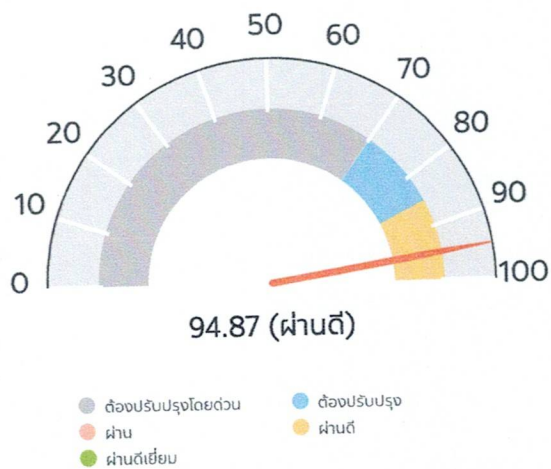 50
40
60
30
70
20
80
10
90
0
100
94.87 (ผ่านดี)
ต้องปรับปรุงโดยด่วน
ต้องปรับปรุง
ผ่าน
ผ่านดี
ผ่านดีเยี่ยม